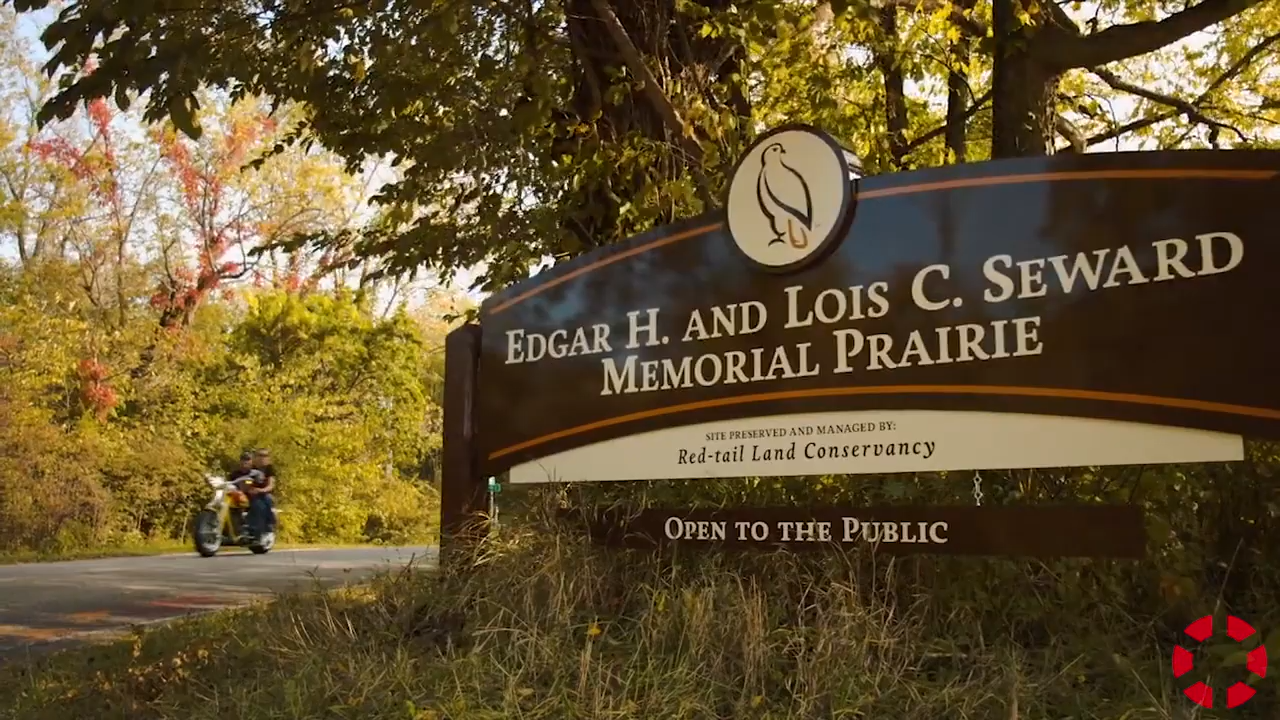 Edgar H. and Lois C. Seward
Memorial Prairie
SITE PRESERVED AND MANAGED BY:
Red-tail Land Conservancy
Open to the Public